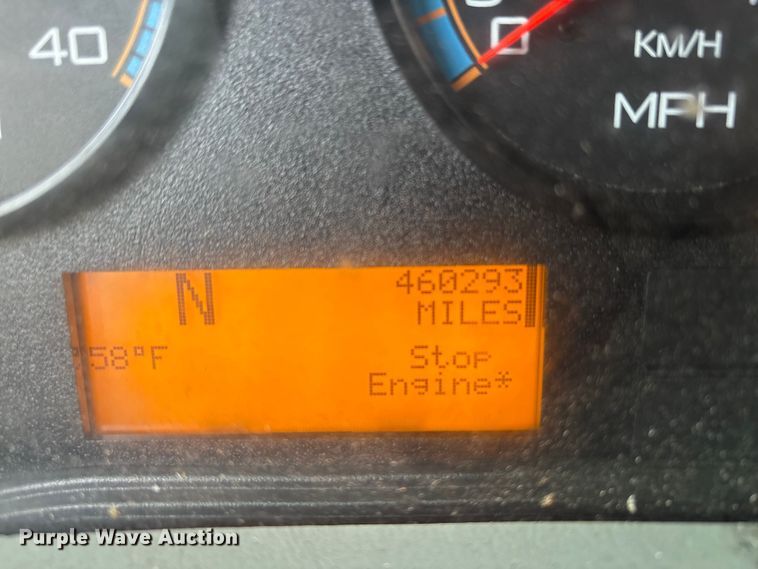 40
0
KM/H
MPH
N
460293
MILES
58°F
Stop
Engine*
Purple Wave Auction